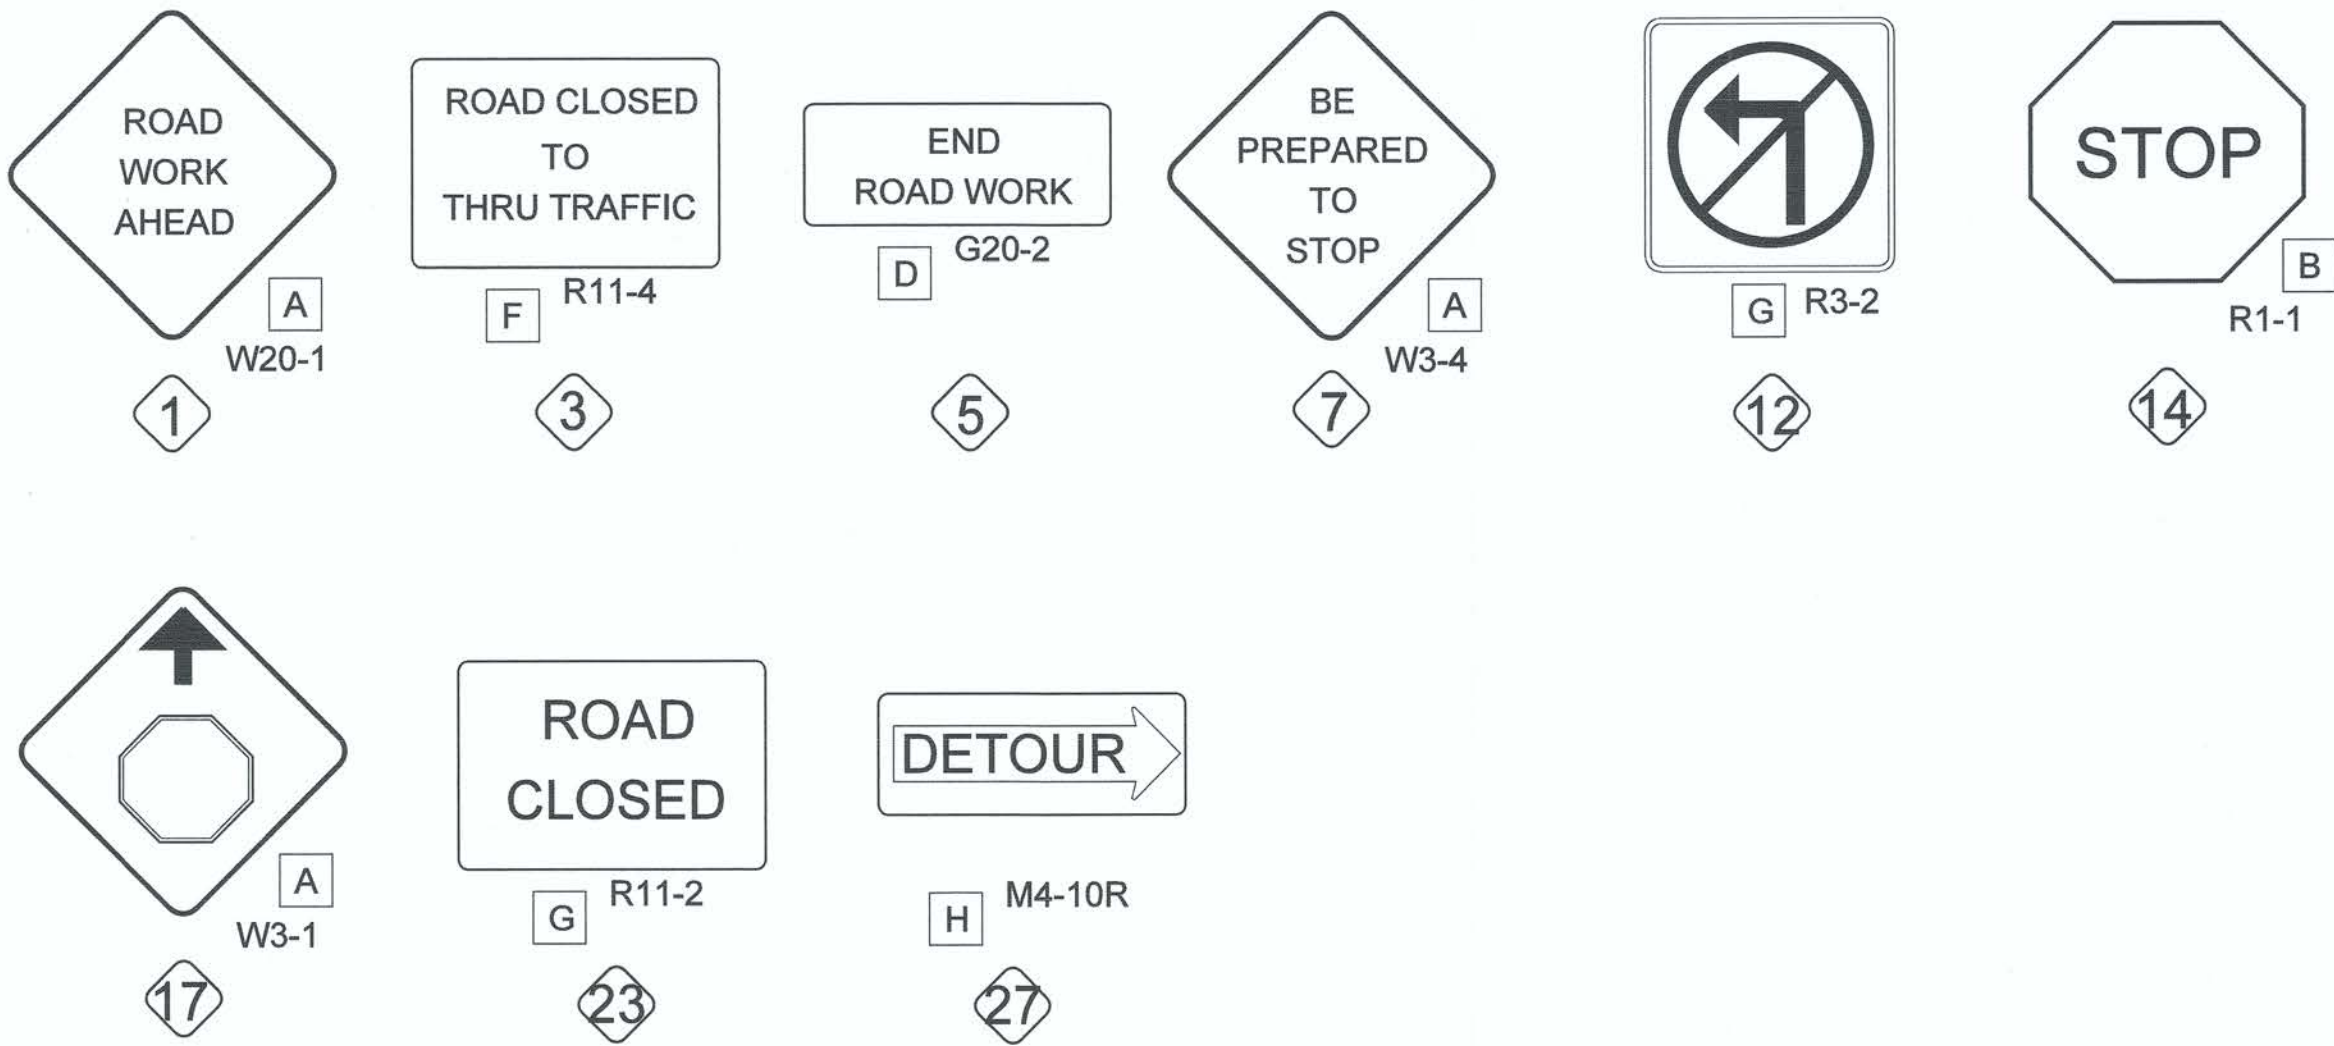 ROAD
WORK
AHEAD
A
W20-1
1
ROAD CLOSED
TO
THRU TRAFFIC
F
R11-4
3
END
ROAD WORK
D
G20-2
5
BE
PREPARED
TO
STOP
A
W3-4
7
G
R3-2
12
STOP
B
R1-1
14
A
W3-1
17
ROAD
CLOSED
G
R11-2
23
DETOUR
H
M4-10R
27